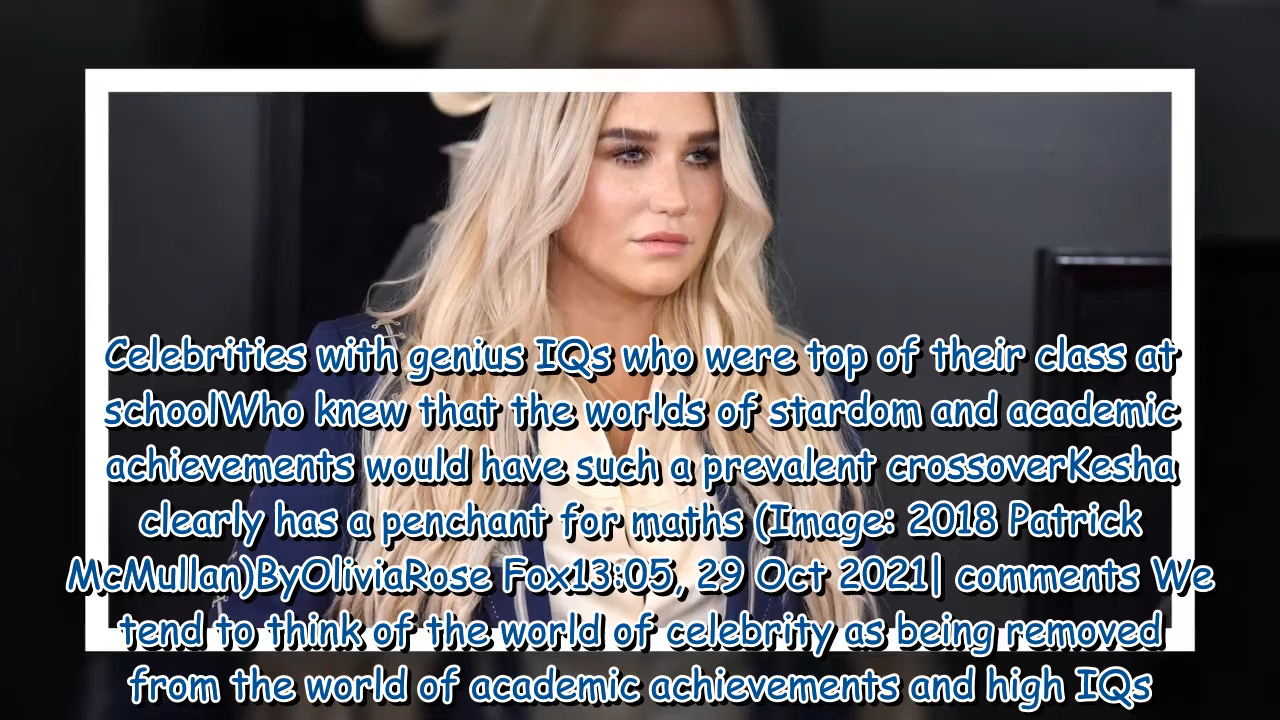 Celebrities with genius IQs who were top of their class at
schoolWho knew that the worlds of stardom and academic
achievements would have such a prevalent crossoverKesha
clearly has a penchant for maths (Image: 2018 Patrick
McMullan)ByOliviaRose Fox13:05, 29 Oct 2021| comments We
tend to think of the world of celebrity as being removed
from the world of academic achievements and high IQs